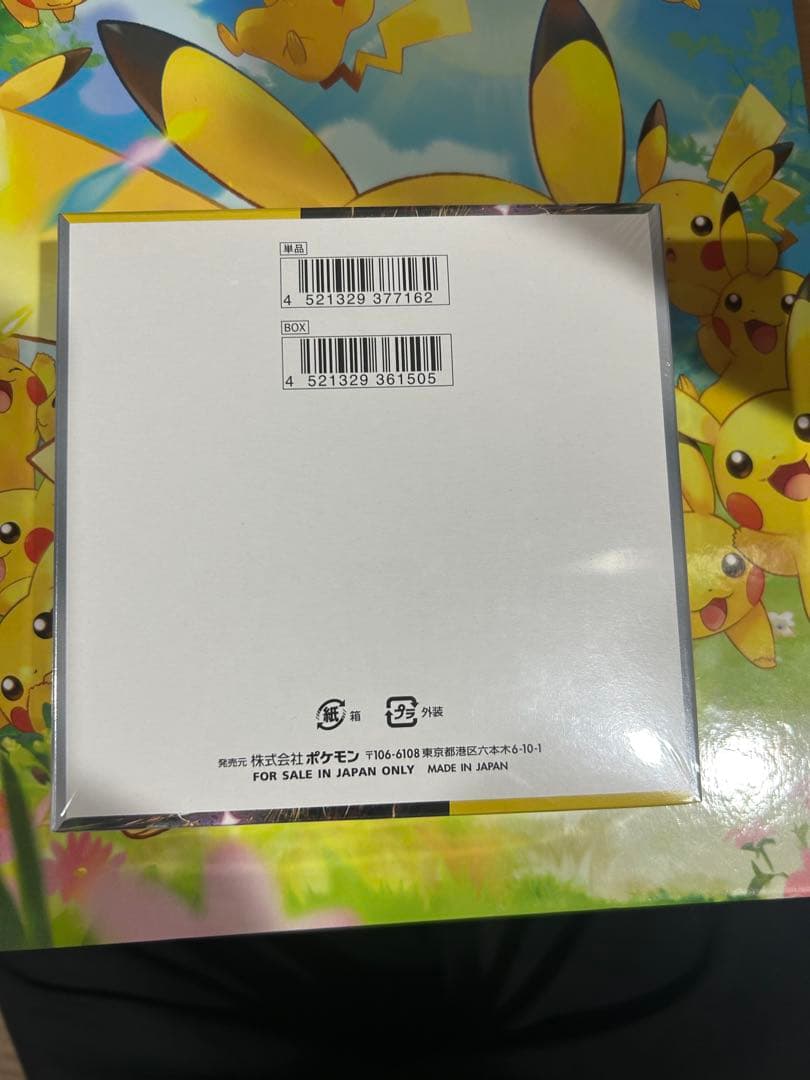 単品
4 521329 377162
BOX
4 521329 361505
紙 箱 プラ 外装
発売元 株式会社 ポケモン 〒106-6108 東京都港区六本木6-10-1
FOR SALE IN JAPAN ONLY MADE IN JAPAN